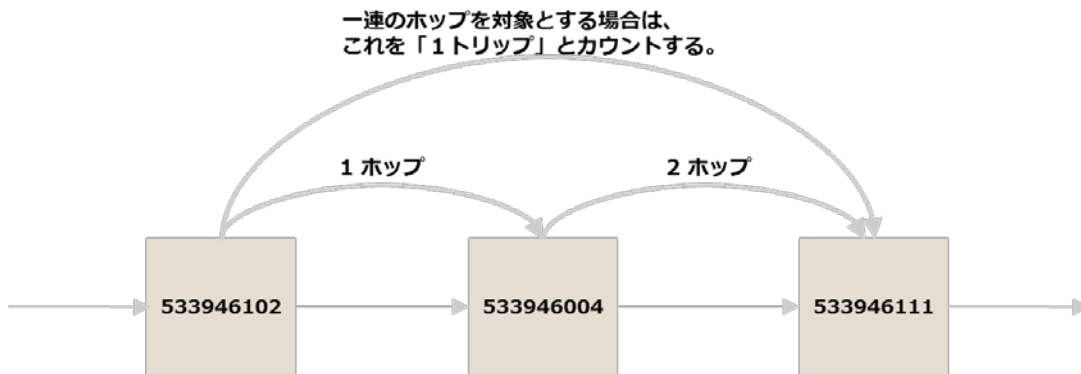 一連のホップを対象とする場合は、
これを「１トリップ」とカウントする。
1 ホップ
2 ホップ
533946102
533946004
533946111